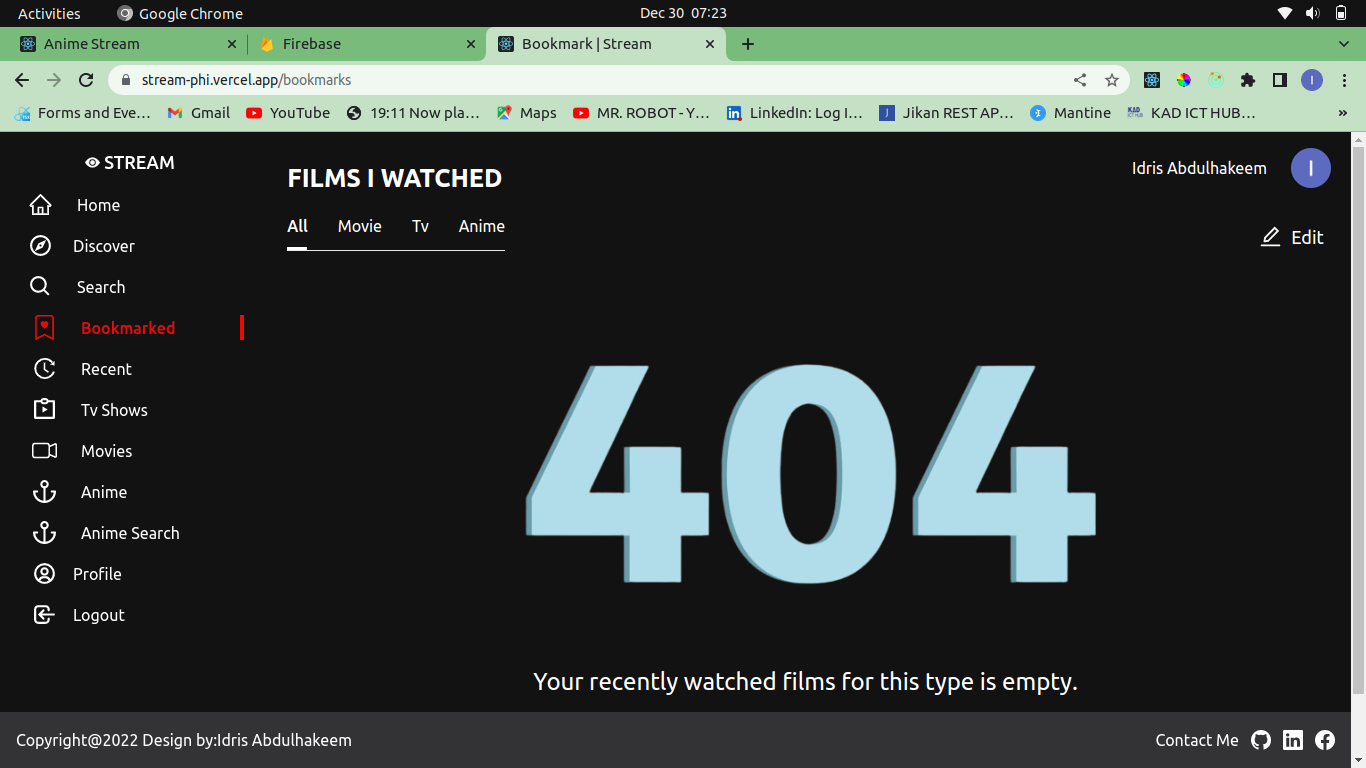 Activities Google Chrome Dec 30 07:23
Anime Stream Firebase Bookmark | Stream
stream-phi.vercel.app/bookmarks I
Forms and Eve… Gmail YouTube 19:11 Now pla… Maps MR. ROBOT - Y… LinkedIn: Log I… Jikan REST AP… Mantine KAD ICT HUB… »
STREAM
Home
Discover
Search
Bookmarked
Recent
Tv Shows
Movies
Anime
Anime Search
Profile
Logout
FILMS I WATCHED
Idris Abdulhakeem I
All Movie Tv Anime
Edit
404
Your recently watched films for this type is empty.
Copyright@2022 Design by:Idris Abdulhakeem Contact Me